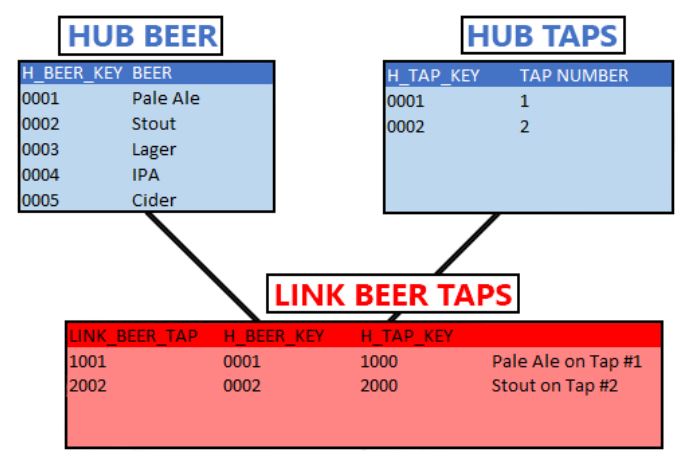 HUB BEER
H_BEER_KEY BEER
0001 Pale Ale
0002 Stout
0003 Lager
0004 IPA
0005 Cider
HUB TAPS
H_TAP_KEY TAP NUMBER
0001 1
0002 2
LINK BEER TAPS
LINK_BEER_TAP H_BEER_KEY H_TAP_KEY
1001 0001 1000 Pale Ale on Tap #1
2002 0002 2000 Stout on Tap #2